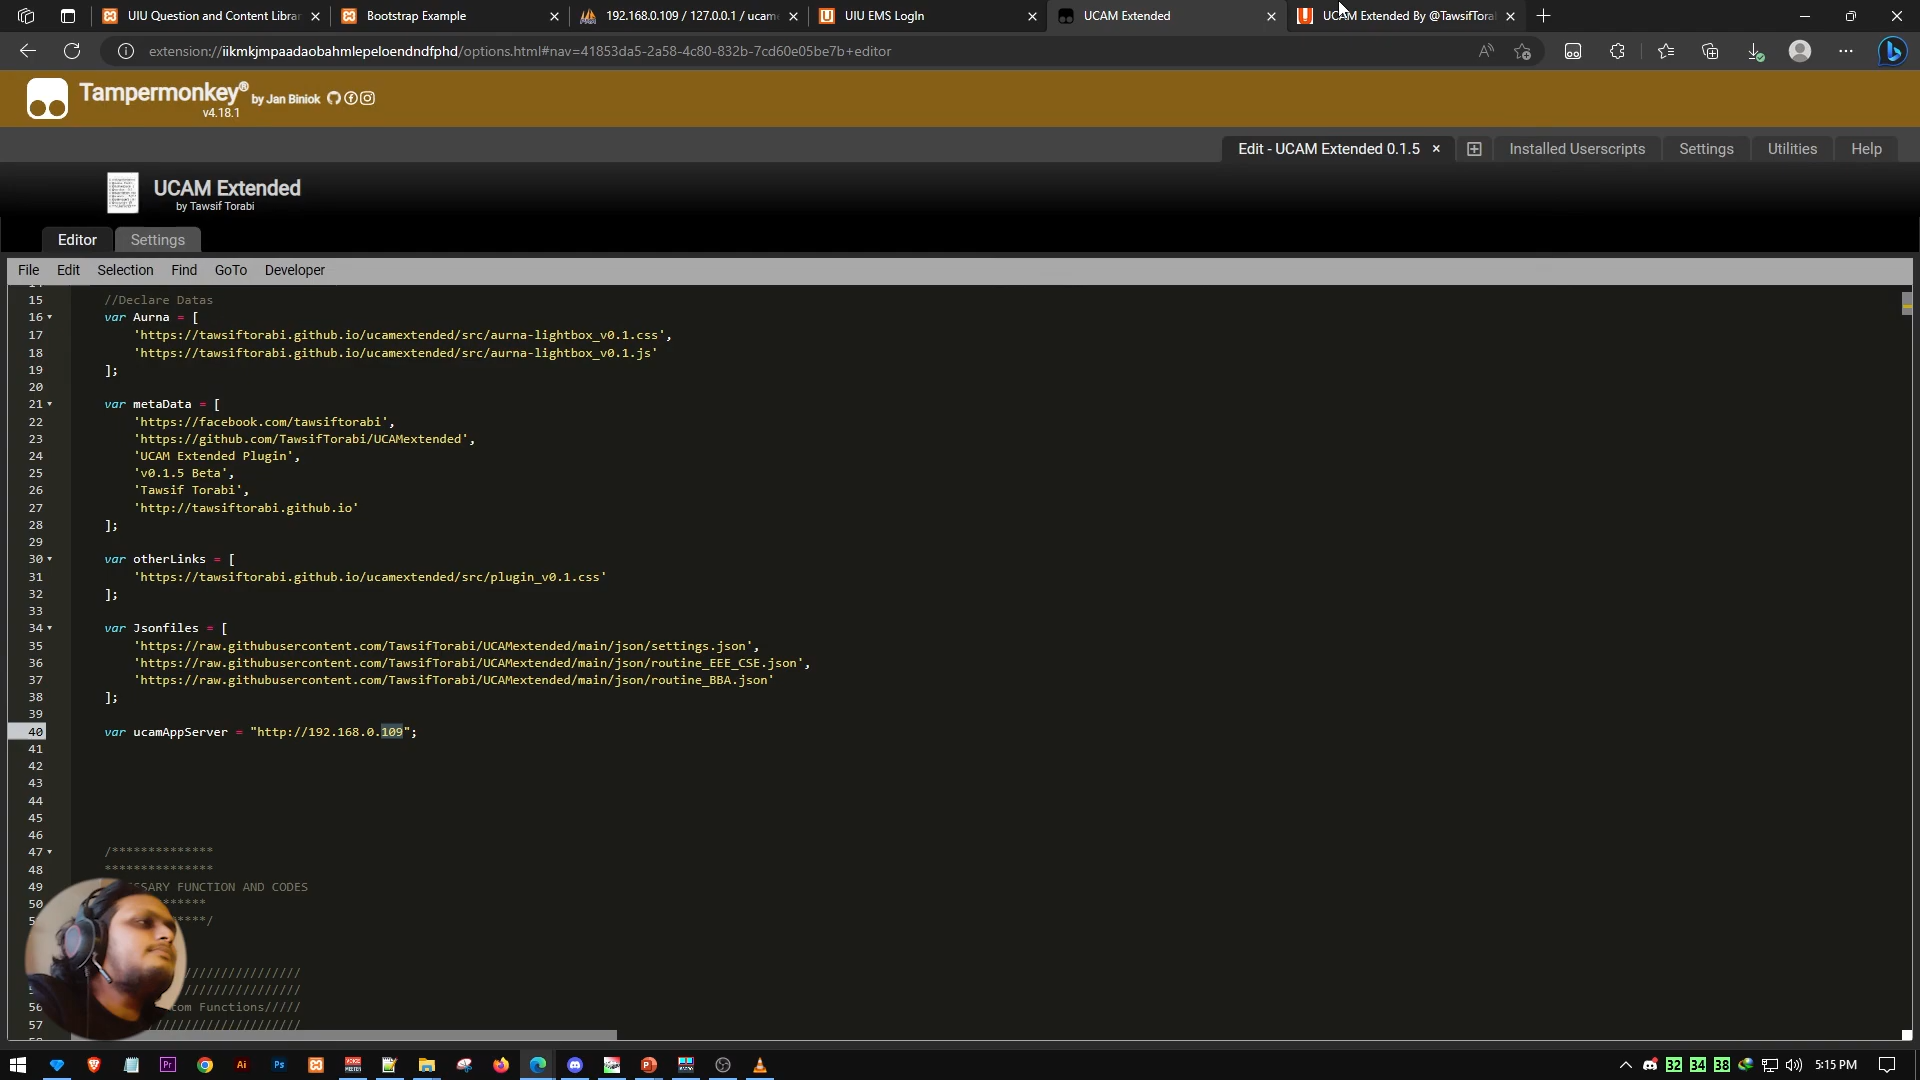 UIU Question and Content Librar
Bootstrap Example
192.168.0.109 / 127.0.0.1 / ucam
UIU EMS LogIn
UCAM Extended
UCAM Extended By @TawsifTorab
extension://iikmkjmpaadaobahmlepeloendndfphd/options.html#nav=41853da5-2a58-4c80-832b-7cd60e05be7b+editor
Tampermonkey® by Jan Biniok
v4.18.1
Edit - UCAM Extended 0.1.5
Installed Userscripts
Settings
Utilities
Help
UCAM Extended
by Tawsif Torabi
Editor
Settings
File Edit Selection Find GoTo Developer
15 //Declare Datas
16 var Aurna = [
17 'https://tawsiftorabi.github.io/ucamextended/src/aurna-lightbox_v0.1.css',
18 'https://tawsiftorabi.github.io/ucamextended/src/aurna-lightbox_v0.1.js'
19 ];
20
21 var metaData = [
22 'https://facebook.com/tawsiftorabi',
23 'https://github.com/TawsifTorabi/UCAMextended',
24 'UCAM Extended Plugin',
25 'v0.1.5 Beta',
26 'Tawsif Torabi',
27 'http://tawsiftorabi.github.io'
28 ];
29
30 var otherLinks = [
31 'https://tawsiftorabi.github.io/ucamextended/src/plugin_v0.1.css'
32 ];
33
34 var Jsonfiles = [
35 'https://raw.githubusercontent.com/TawsifTorabi/UCAMextended/main/json/settings.json',
36 'https://raw.githubusercontent.com/TawsifTorabi/UCAMextended/main/json/routine_EEE_CSE.json',
37 'https://raw.githubusercontent.com/TawsifTorabi/UCAMextended/main/json/routine_BBA.json'
38 ];
39
40 var ucamAppServer = "http://192.168.0.109";
41
42
43
44
45
46
47 /**************
48 ***************
49 SSARY FUNCTION AND CODES
50 *******
*****/
////////////////
////////////////
56 tom Functions/////
57 ////////////////
32 34 38
5:15 PM